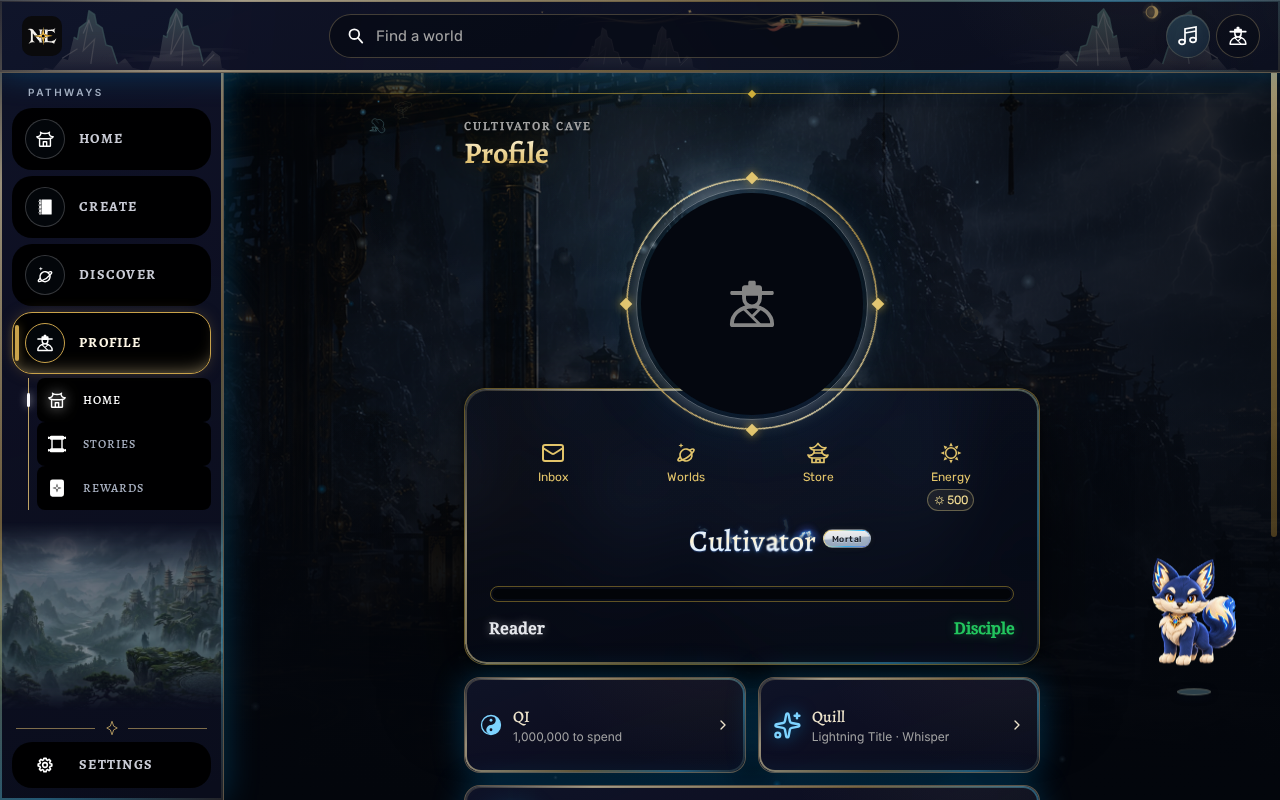 NE
Find a world
PATHWAYS
HOME
CREATE
DISCOVER
PROFILE
HOME
STORIES
REWARDS
SETTINGS
CULTIVATOR CAVE
Profile
Inbox
Worlds
Store
Energy
500
Cultivator Mortal
Reader Disciple
QI
1,000,000 to spend
Quill
Lightning Title · Whisper